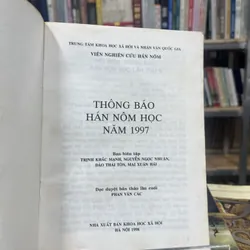 TRUNG TÂM KHOA HỌC XÃ HỘI VÀ NHÂN VĂN QUỐC GIA
VIỆN NGHIÊN CỨU HÁN NÔM
THÔNG BÁO
HÁN NÔM HỌC
NĂM 1997
Ban biên tập
TRỊNH KHẮC MẠNH, NGUYỄN NGỌC NHUẬN,
ĐÀO THÁI TÔN, MAI XUÂN HẢI
Đọc duyệt bản thảo lần cuối
PHAN VĂN CÁC
NHÀ XUẤT BẢN KHOA HỌC XÃ HỘI
HÀ NỘI 1998